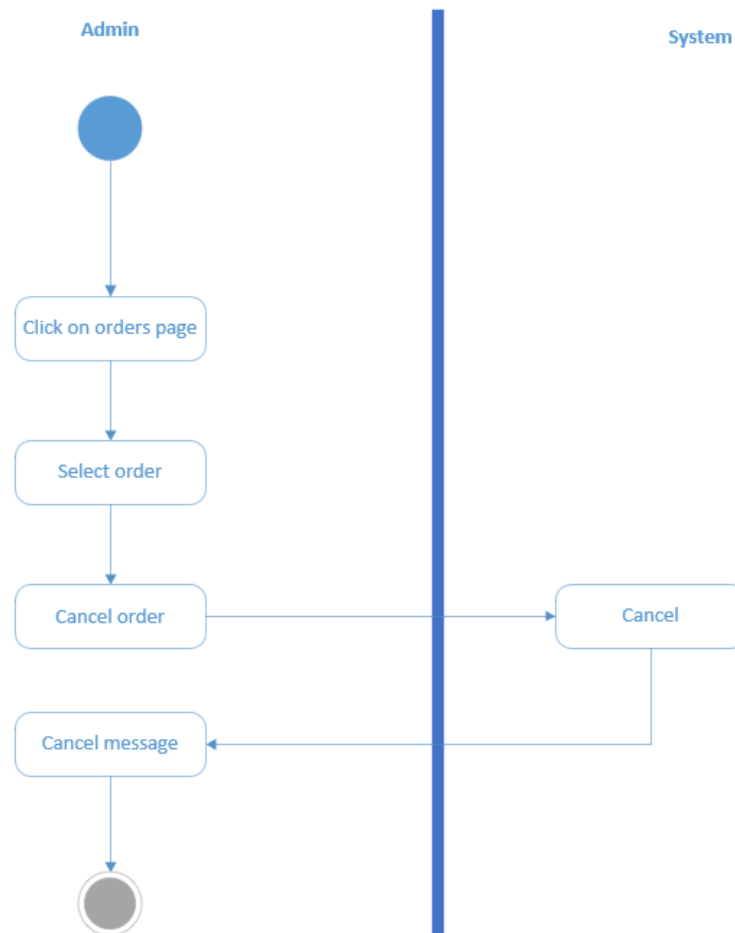 Admin
System
Click on orders page
Select order
Cancel order
Cancel
Cancel message